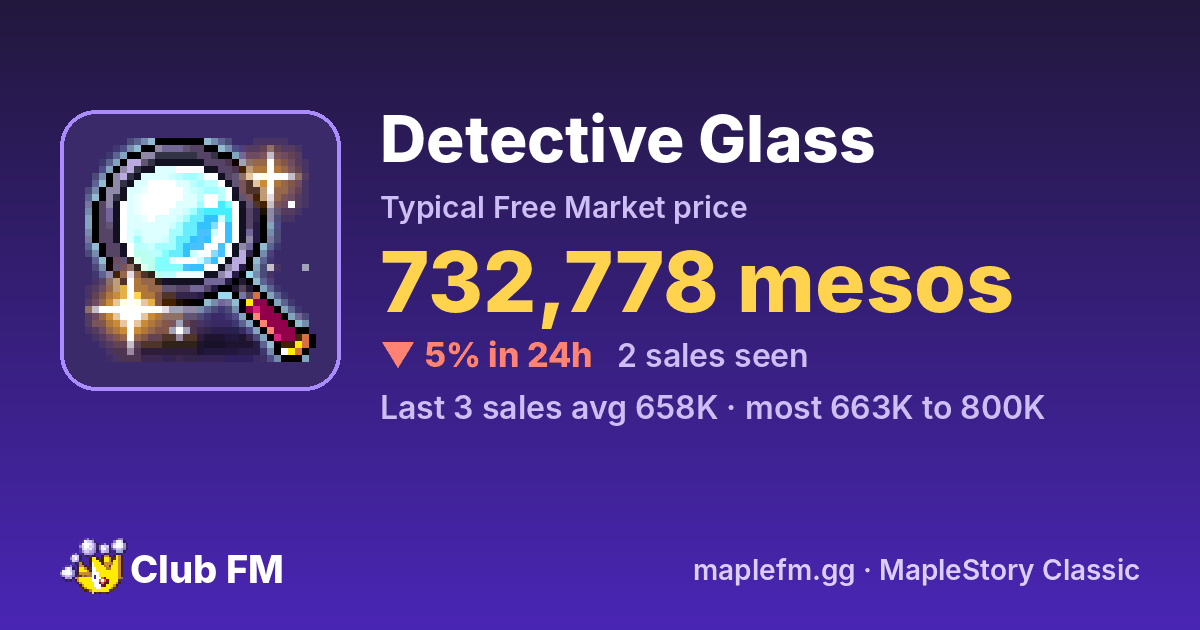 Detective Glass
Typical Free Market price
732,778 mesos
▼ 5% in 24h 2 sales seen
Last 3 sales avg 658K · most 663K to 800K
Club FM
maplefm.gg · MapleStory Classic